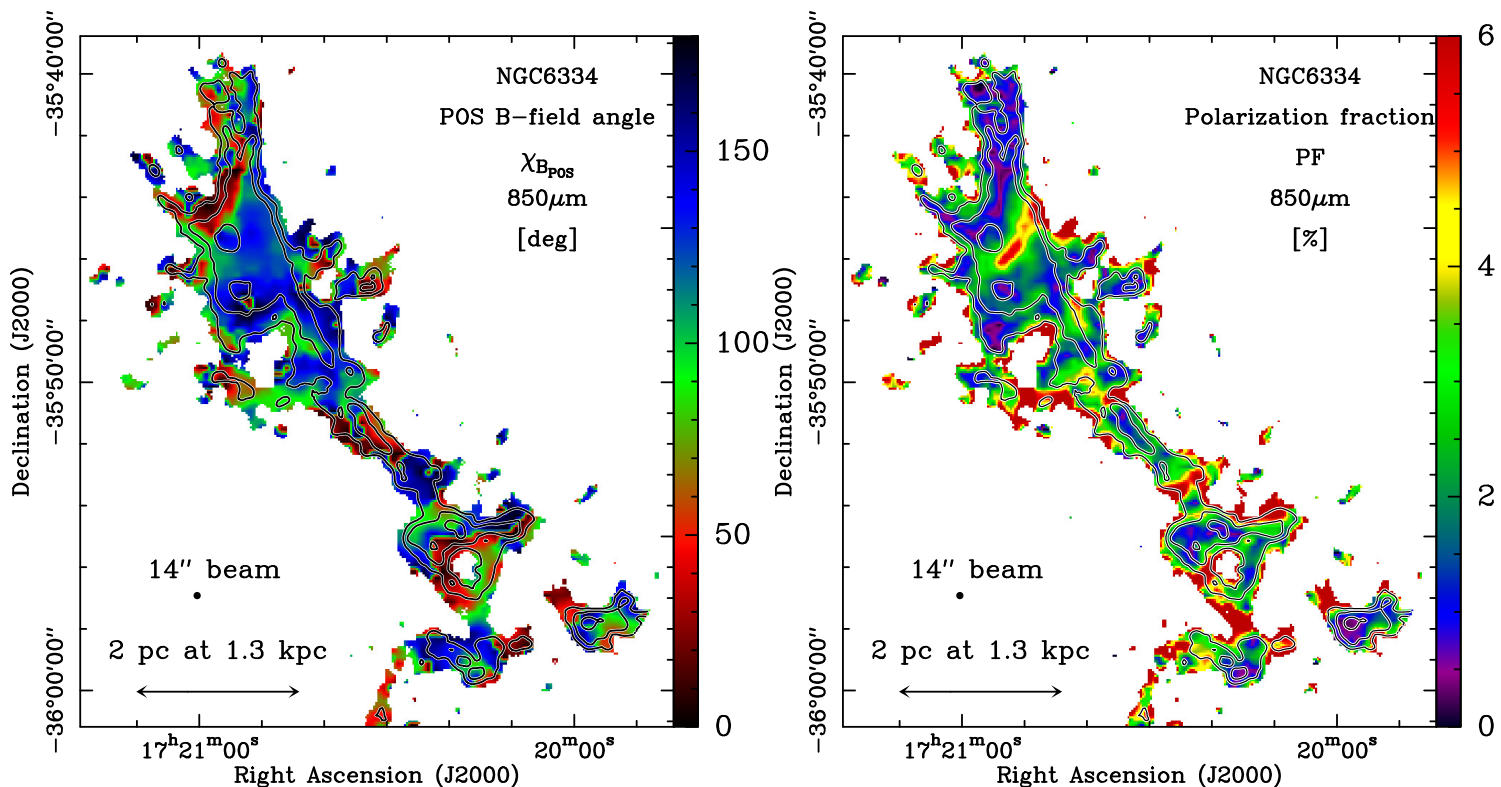 NGC6334
POS B−field angle
χ_B_POS
850μm
[deg]
14″ beam
2 pc at 1.3 kpc
−35°40′00″
−35°50′00″
−36°00′00″
Declination (J2000)
17ʰ21ᵐ00ˢ
20ᵐ00ˢ
Right Ascension (J2000)
150
100
50
0
NGC6334
Polarization fraction
PF
850μm
[%]
14″ beam
2 pc at 1.3 kpc
−35°40′00″
−35°50′00″
−36°00′00″
Declination (J2000)
17ʰ21ᵐ00ˢ
20ᵐ00ˢ
Right Ascension (J2000)
6
4
2
0